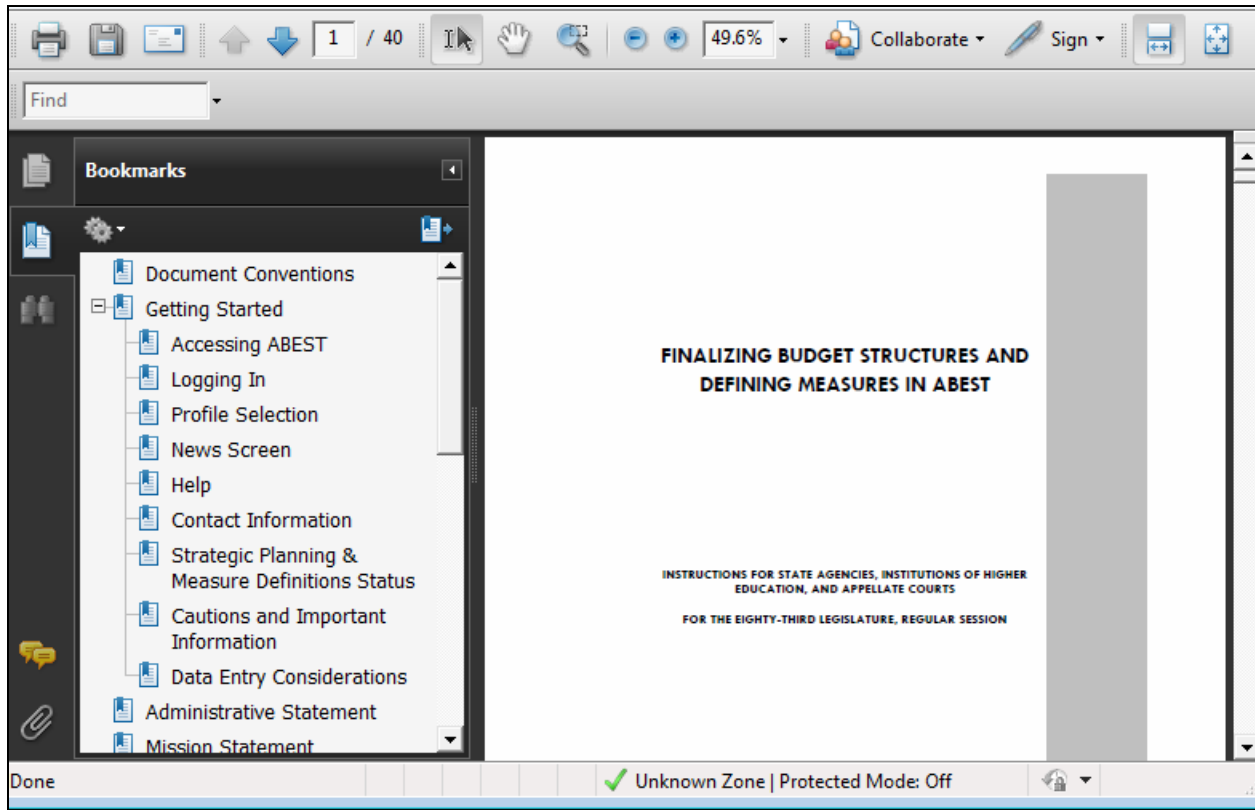 1 / 40
49.6%
Collaborate
Sign
Find
Bookmarks
Document Conventions
Getting Started
Accessing ABEST
Logging In
Profile Selection
News Screen
Help
Contact Information
Strategic Planning &
Measure Definitions Status
Cautions and Important
Information
Data Entry Considerations
Administrative Statement
Mission Statement
FINALIZING BUDGET STRUCTURES AND
DEFINING MEASURES IN ABEST
INSTRUCTIONS FOR STATE AGENCIES, INSTITUTIONS OF HIGHER
EDUCATION, AND APPELLATE COURTS
FOR THE EIGHTY-THIRD LEGISLATURE, REGULAR SESSION
Done
Unknown Zone | Protected Mode: Off